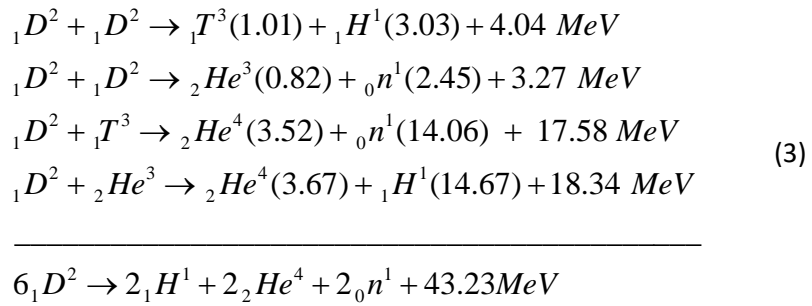 ₁D² + ₁D² → ₁T³(1.01) + ₁H¹(3.03) + 4.04 MeV
₁D² + ₁D² → ₂He³(0.82) + ₀n¹(2.45) + 3.27 MeV
₁D² + ₁T³ → ₂He⁴(3.52) + ₀n¹(14.06) + 17.58 MeV
(3)
₁D² + ₂He³ → ₂He⁴(3.67) + ₁H¹(14.67) + 18.34 MeV
6₁D² → 2₁H¹ + 2₂He⁴ + 2₀n¹ + 43.23MeV